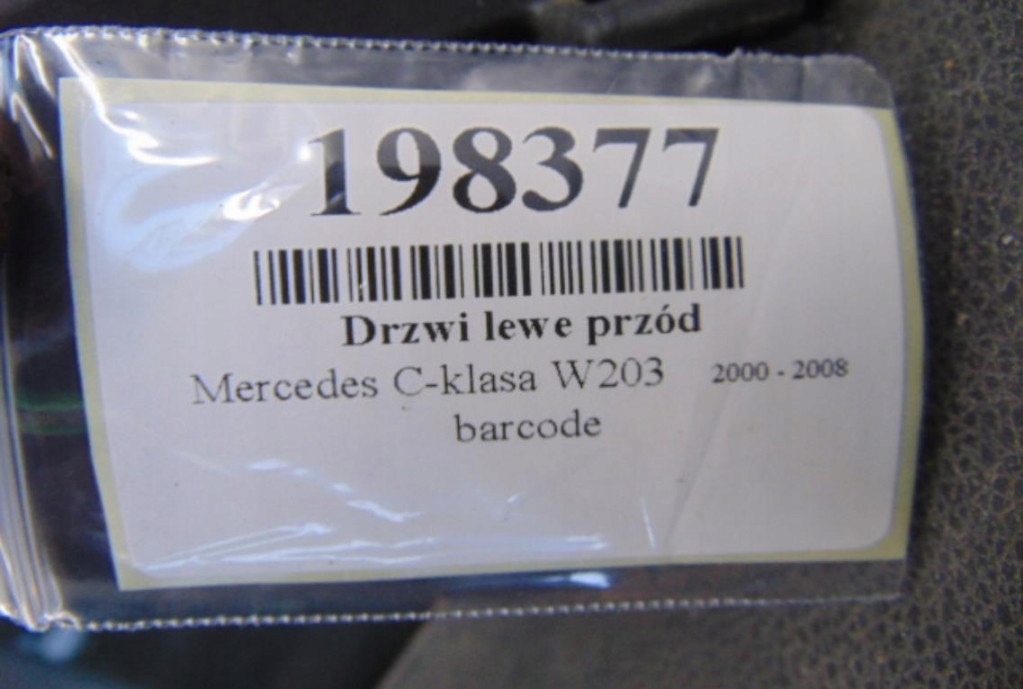 198377
Drzwi lewe przód
Mercedes C-klasa W203 2000 - 2008
barcode